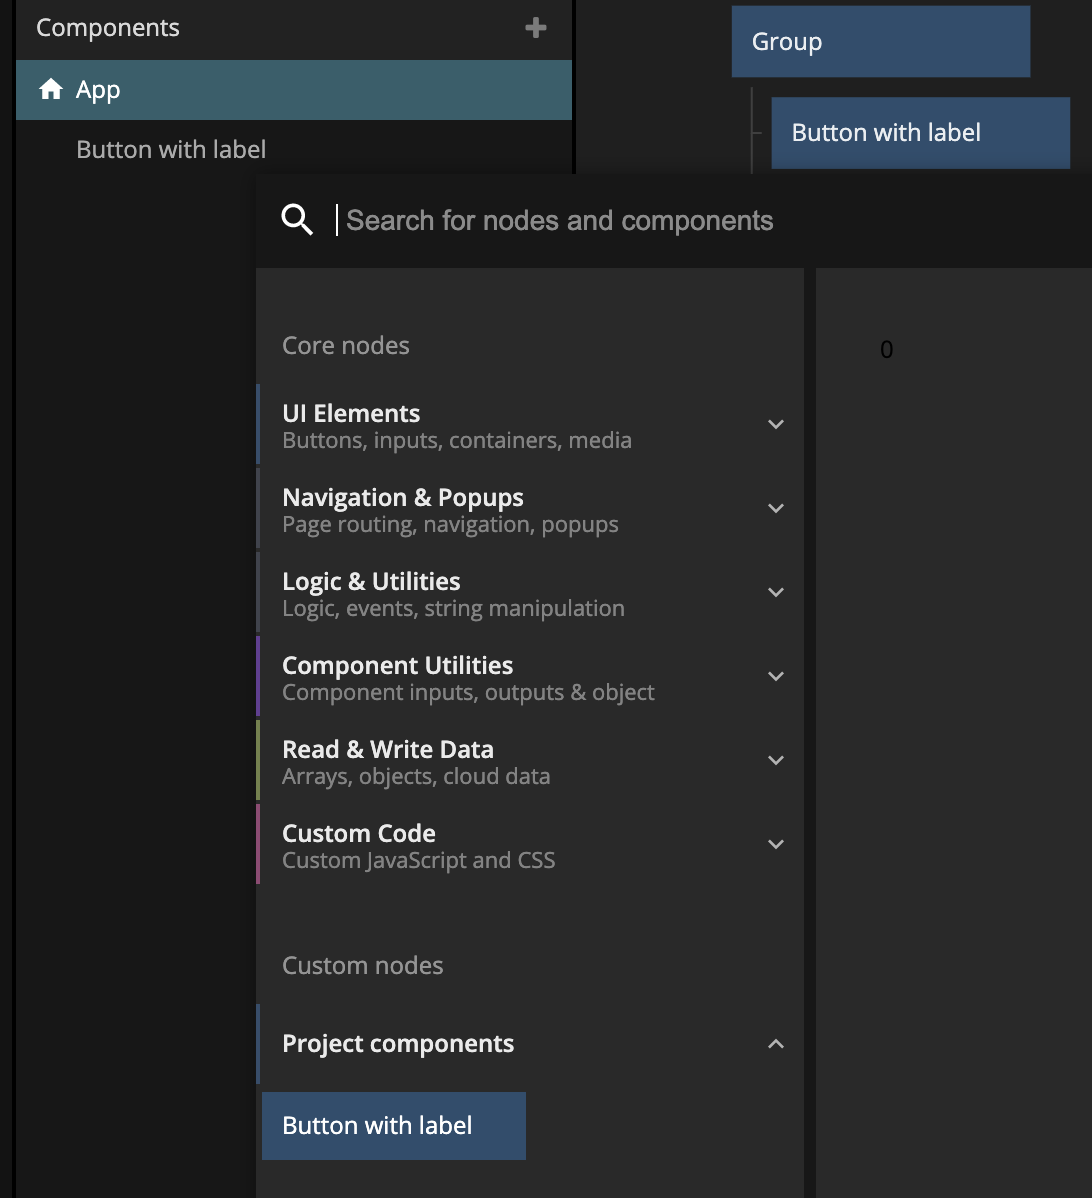 Components
App
Button with label
Group
Button with label
Search for nodes and components
Core nodes
UI Elements
Buttons, inputs, containers, media
Navigation & Popups
Page routing, navigation, popups
Logic & Utilities
Logic, events, string manipulation
Component Utilities
Component inputs, outputs & object
Read & Write Data
Arrays, objects, cloud data
Custom Code
Custom JavaScript and CSS
Custom nodes
Project components
Button with label
0